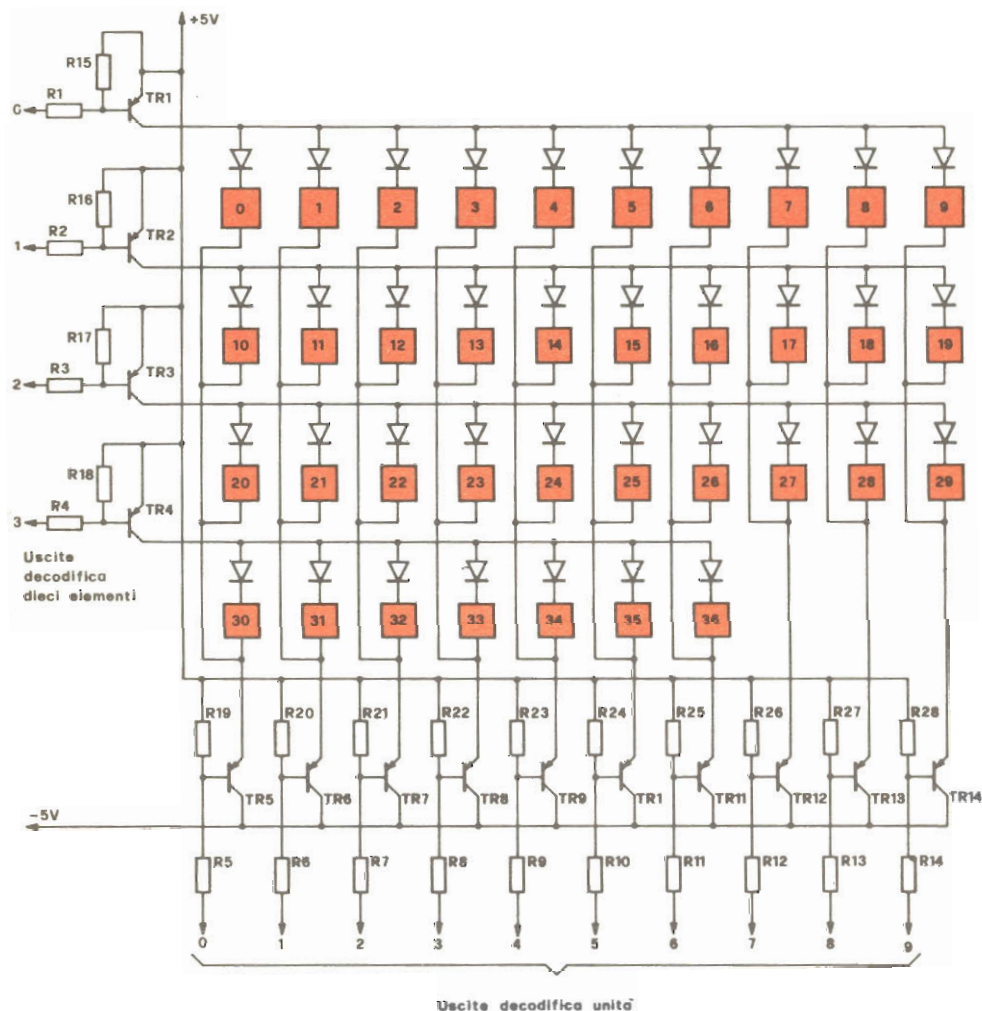 +5V
R15
R1
TR1
G
0 1 2 3 4 5 6 7 8 9
R16
R2
TR2
1
10 11 12 13 14 15 16 17 18 19
R17
R3
TR3
2
20 21 22 23 24 25 26 27 28 29
R18
R4
TR4
3
Uscite
decodifica
dieci elementi
30 31 32 33 34 35 36
R19 R20 R21 R22 R23 R24 R25 R26 R27 R28
TR5 TR6 TR7 TR8 TR9 TR1 TR11 TR12 TR13 TR14
-5V
R5 R6 R7 R8 R9 R10 R11 R12 R13 R14
0 1 2 3 4 5 6 7 8 9
Uscite decodifica unità